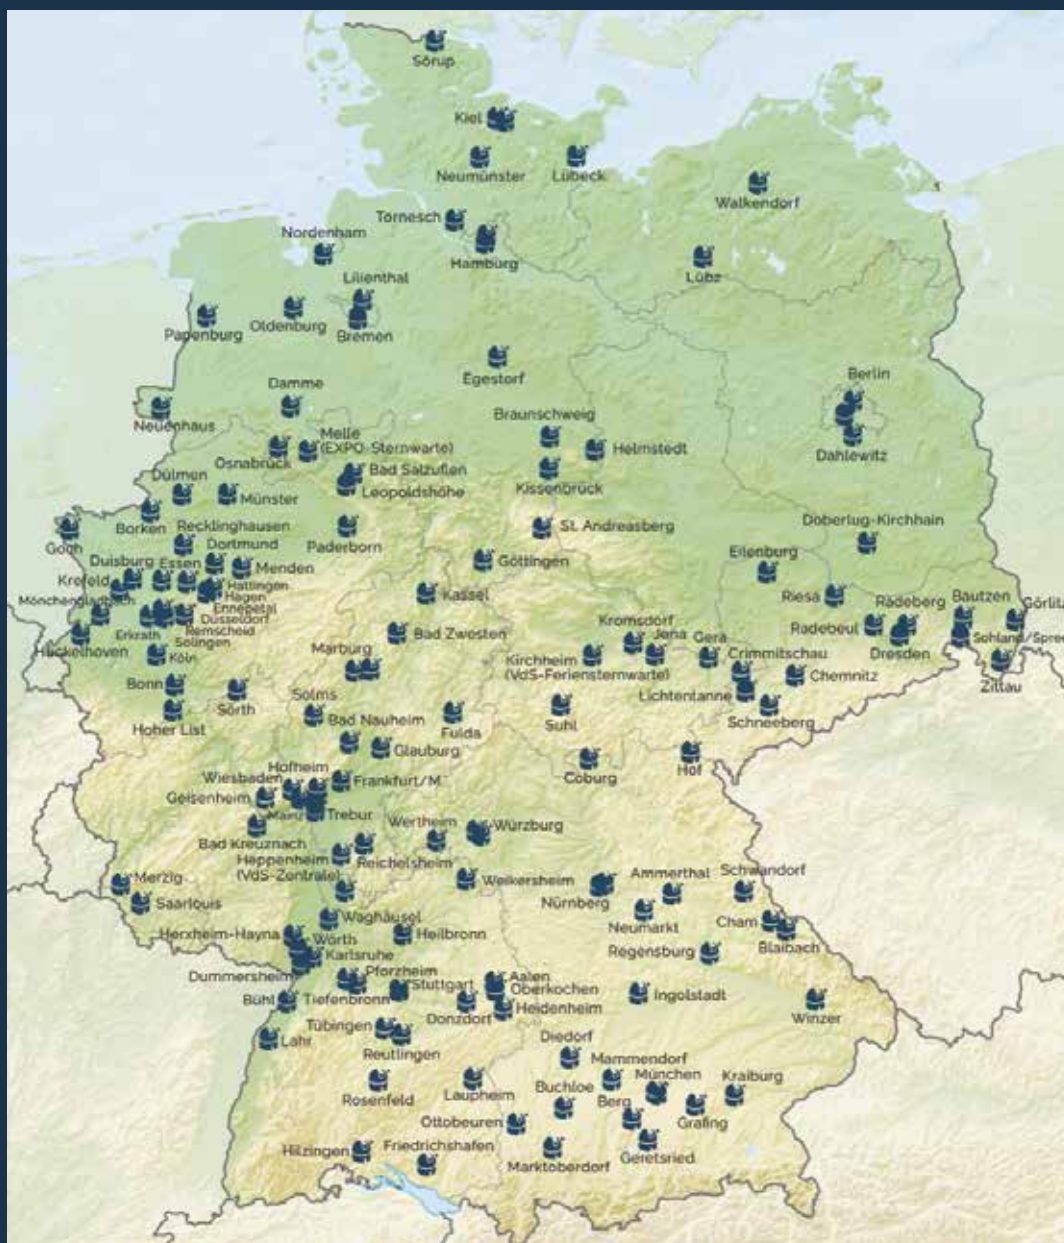 Sörup
Kiel
Neumünster
Lübeck
Walkendorf
Tornesch
Nordenham
Hamburg
Lübz
Lilienthal
Papenburg
Oldenburg
Bremen
Egestorf
Berlin
Damme
Neuenhaus
Braunschweig
Melle
(EXPO-Sternwarte)
Helmstedt
Dahlewitz
Osnabrück
Bad Salzuflen
Dülmen
Kissenbrück
Leopoldshöhe
Münster
Borken
Recklinghausen
Doberlug-Kirchhain
St. Andreasberg
Goch
Paderborn
Dortmund
Eilenburg
Duisburg
Essen
Göttingen
Menden
Krefeld
Hattingen
Kassel
Hagen
Riesa
Mönchengladbach
Ennepetal
Radeberg
Bautzen
Görlitz
Düsseldorf
Kromsdorf
Radebeul
Erkrath
Remscheid
Bad Zwesten
Jena
Gera
Sohland/Spree
Solingen
Hückelhoven
Marburg
Kirchheim
(VdS-Feriensternwarte)
Crimmitschau
Dresden
Köln
Chemnitz
Zittau
Bonn
Solms
Lichtentanne
Sörth
Suhl
Schneeberg
Hoher List
Bad Nauheim
Fulda
Glauburg
Coburg
Hof
Hofheim
Wiesbaden
Frankfurt/M.
Geisenheim
Mainz
Trebur
Wertheim
Würzburg
Bad Kreuznach
Heppenheim
(VdS-Zentrale)
Reichelsheim
Merzig
Weikersheim
Ammerthal
Schwandorf
Saarlouis
Nürnberg
Waghäusel
Neumarkt
Cham
Herxheim-Hayna
Wörth
Heilbronn
Blaibach
Karlsruhe
Regensburg
Dummersheim
Pforzheim
Aalen
Stuttgart
Oberkochen
Ingolstadt
Bühl
Tiefenbronn
Heidenheim
Donzdorf
Winzer
Tübingen
Lahr
Diedorf
Reutlingen
Mammendorf
München
Kraiburg
Buchloe
Rosenfeld
Laupheim
Berg
Ottobeuren
Grafing
Hilzingen
Friedrichshafen
Geretsried
Marktoberdorf